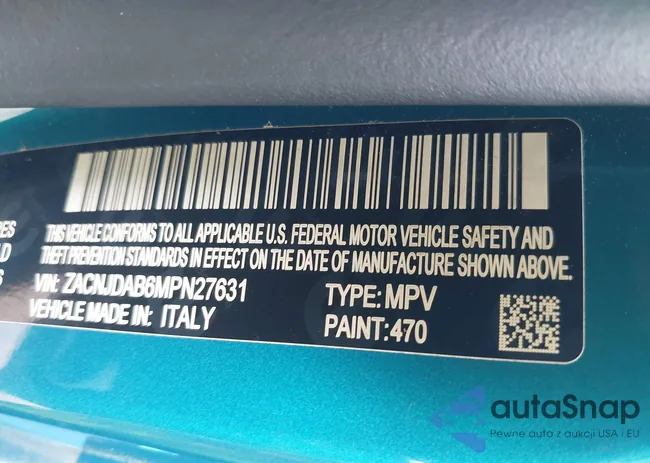 RES
LD
S
THIS VEHICLE CONFORMS TO ALL APPLICABLE U.S. FEDERAL MOTOR VEHICLE SAFETY AND
THEFT PREVENTION STANDARDS IN EFFECT ON THE DATE OF MANUFACTURE SHOWN ABOVE.
VIN: ZACNJDAB6MPN27631 TYPE: MPV
VEHICLE MADE IN: ITALY PAINT: 470
autaSnap
Pewne auta z aukcji USA i EU